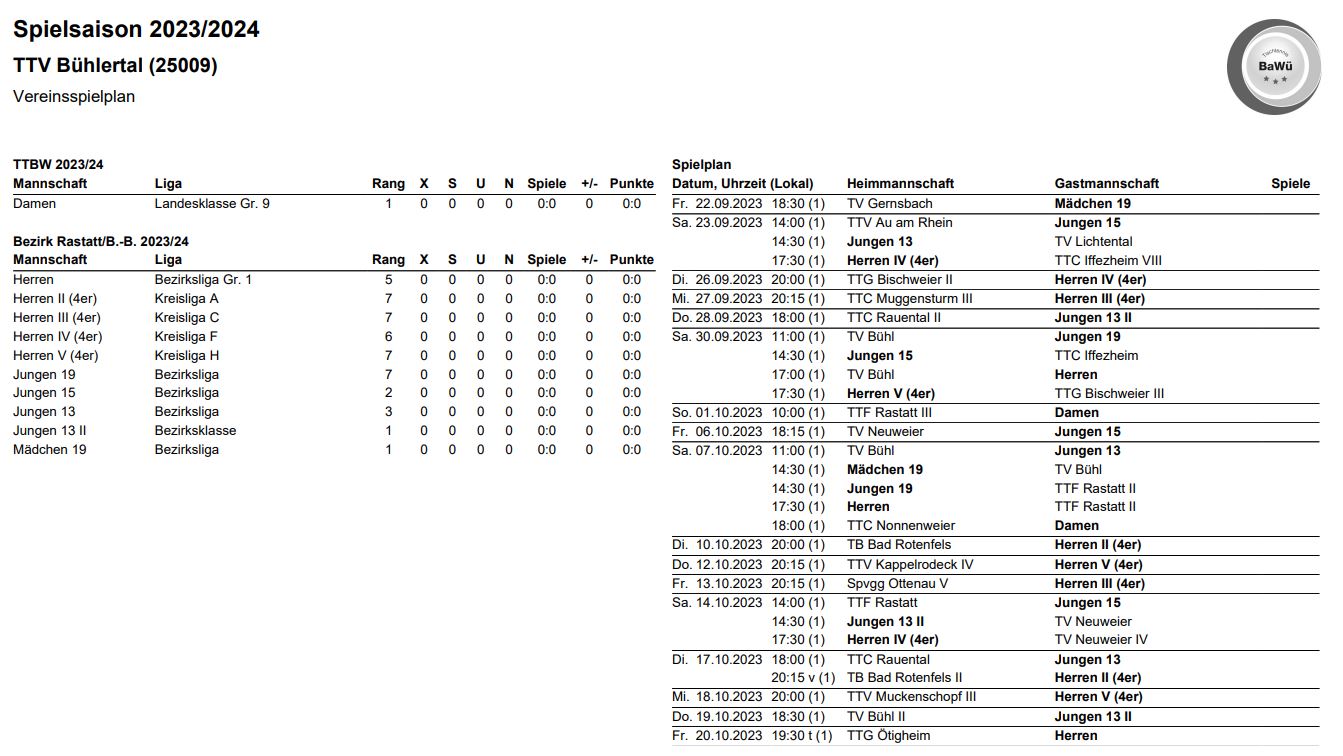 Spielsaison 2023/2024
TTV Bühlertal (25009)
Vereinsspielplan
Tischtennis
BaWü
TTBW 2023/24
Mannschaft Liga Rang X S U N Spiele +/- Punkte
Damen Landesklasse Gr. 9 1 0 0 0 0 0:0 0 0:0
Bezirk Rastatt/B.-B. 2023/24
Mannschaft Liga Rang X S U N Spiele +/- Punkte
Herren Bezirksliga Gr. 1 5 0 0 0 0 0:0 0 0:0
Herren II (4er) Kreisliga A 7 0 0 0 0 0:0 0 0:0
Herren III (4er) Kreisliga C 7 0 0 0 0 0:0 0 0:0
Herren IV (4er) Kreisliga F 6 0 0 0 0 0:0 0 0:0
Herren V (4er) Kreisliga H 7 0 0 0 0 0:0 0 0:0
Jungen 19 Bezirksliga 7 0 0 0 0 0:0 0 0:0
Jungen 15 Bezirksliga 2 0 0 0 0 0:0 0 0:0
Jungen 13 Bezirksliga 3 0 0 0 0 0:0 0 0:0
Jungen 13 II Bezirksklasse 1 0 0 0 0 0:0 0 0:0
Mädchen 19 Bezirksliga 1 0 0 0 0 0:0 0 0:0
Spielplan
Datum, Uhrzeit (Lokal) Heimmannschaft Gastmannschaft Spiele
Fr. 22.09.2023 18:30 (1) TV Gernsbach Mädchen 19
Sa. 23.09.2023 14:00 (1) TTV Au am Rhein Jungen 15
14:30 (1) Jungen 13 TV Lichtental
17:30 (1) Herren IV (4er) TTC Iffezheim VIII
Di. 26.09.2023 20:00 (1) TTG Bischweier II Herren IV (4er)
Mi. 27.09.2023 20:15 (1) TTC Muggensturm III Herren III (4er)
Do. 28.09.2023 18:00 (1) TTC Rauental II Jungen 13 II
Sa. 30.09.2023 11:00 (1) TV Bühl Jungen 19
14:30 (1) Jungen 15 TTC Iffezheim
17:00 (1) TV Bühl Herren
17:30 (1) Herren V (4er) TTG Bischweier III
So. 01.10.2023 10:00 (1) TTF Rastatt III Damen
Fr. 06.10.2023 18:15 (1) TV Neuweier Jungen 15
Sa. 07.10.2023 11:00 (1) TV Bühl Jungen 13
14:30 (1) Mädchen 19 TV Bühl
14:30 (1) Jungen 19 TTF Rastatt II
17:30 (1) Herren TTF Rastatt II
18:00 (1) TTC Nonnenweier Damen
Di. 10.10.2023 20:00 (1) TB Bad Rotenfels Herren II (4er)
Do. 12.10.2023 20:15 (1) TTV Kappelrodeck IV Herren V (4er)
Fr. 13.10.2023 20:15 (1) Spvgg Ottenau V Herren III (4er)
Sa. 14.10.2023 14:00 (1) TTF Rastatt Jungen 15
14:30 (1) Jungen 13 II TV Neuweier
17:30 (1) Herren IV (4er) TV Neuweier IV
Di. 17.10.2023 18:00 (1) TTC Rauental Jungen 13
20:15 v (1) TB Bad Rotenfels II Herren II (4er)
Mi. 18.10.2023 20:00 (1) TTV Muckenschopf III Herren V (4er)
Do. 19.10.2023 18:30 (1) TV Bühl II Jungen 13 II
Fr. 20.10.2023 19:30 t (1) TTG Ötigheim Herren